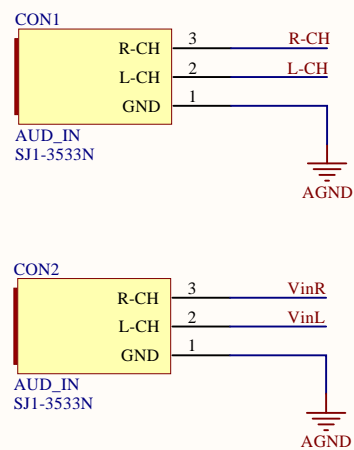 CON1
R-CH 3 R-CH
L-CH 2 L-CH
GND 1
AUD_IN
SJ1-3533N
AGND
CON2
R-CH 3 VinR
L-CH 2 VinL
GND 1
AUD_IN
SJ1-3533N
AGND